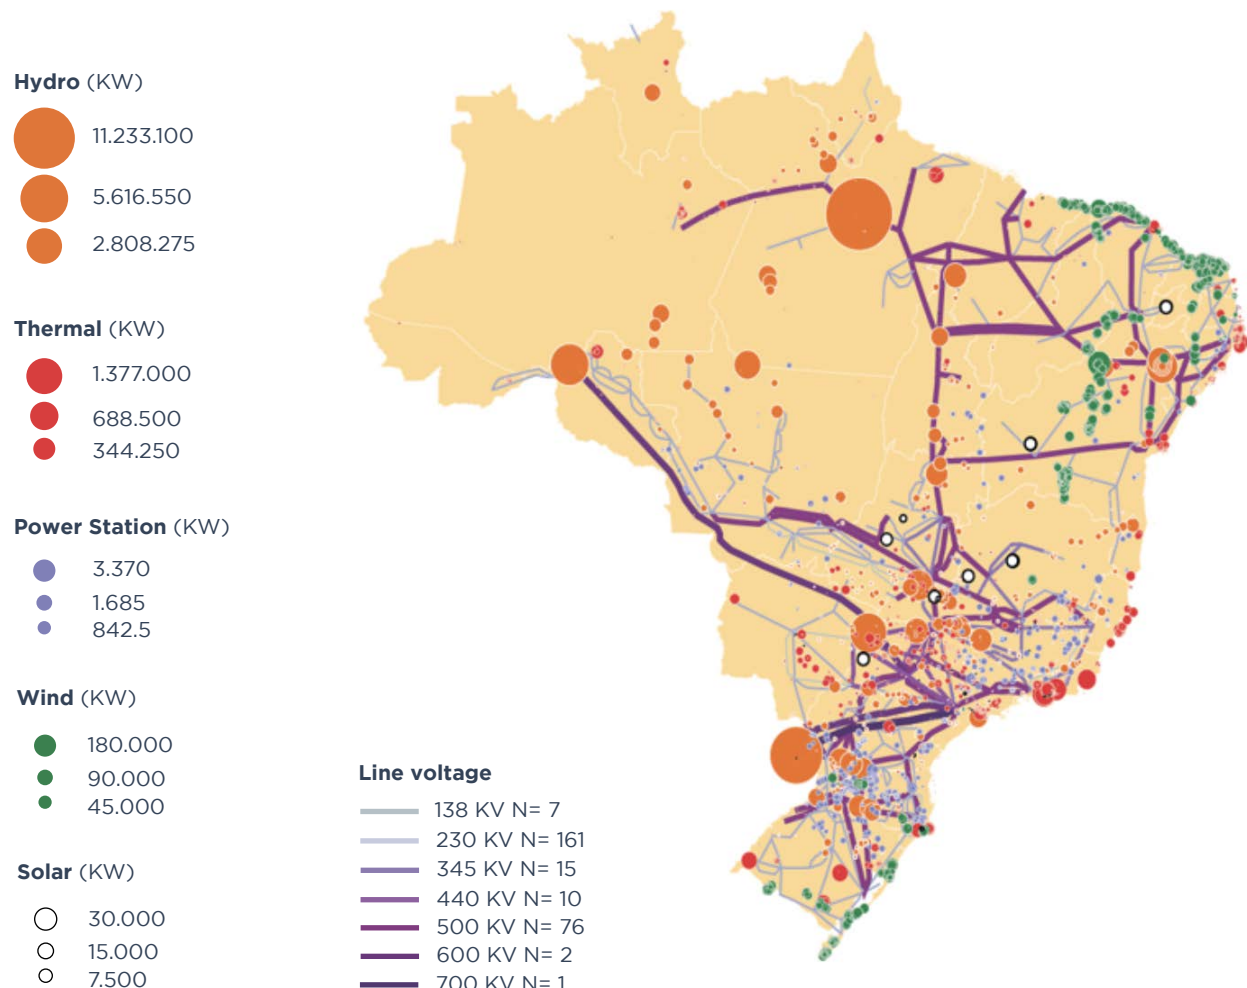 Hydro (KW)
11.233.100
5.616.550
2.808.275
Thermal (KW)
1.377.000
688.500
344.250
Power Station (KW)
3.370
1.685
842.5
Wind (KW)
180.000
90.000
45.000
Solar (KW)
30.000
15.000
7.500
Line voltage
138 KV N= 7
230 KV N= 161
345 KV N= 15
440 KV N= 10
500 KV N= 76
600 KV N= 2
700 KV N= 1